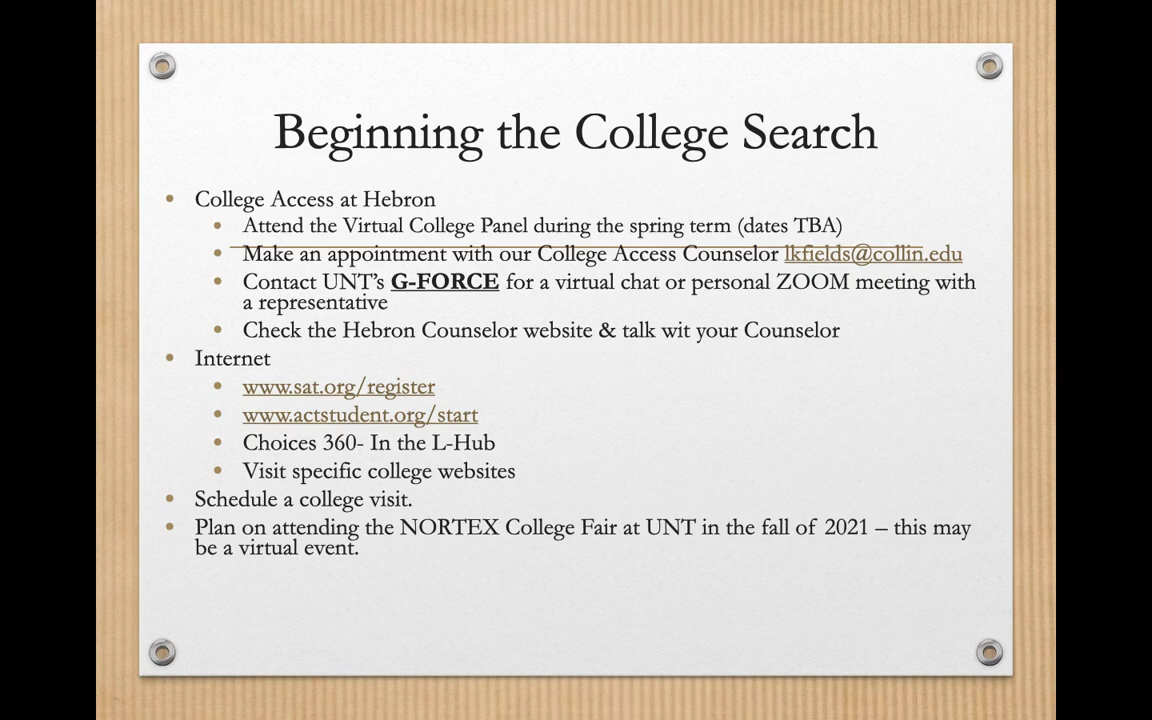 Beginning the College Search
• College Access at Hebron
• Attend the Virtual College Panel during the spring term (dates TBA)
• Make an appointment with our College Access Counselor lkfields@collin.edu
• Contact UNT's G-FORCE for a virtual chat or personal ZOOM meeting with
a representative
• Check the Hebron Counselor website & talk wit your Counselor
• Internet
• www.sat.org/register
• www.actstudent.org/start
• Choices 360- In the L-Hub
• Visit specific college websites
• Schedule a college visit.
• Plan on attending the NORTEX College Fair at UNT in the fall of 2021 – this may
be a virtual event.